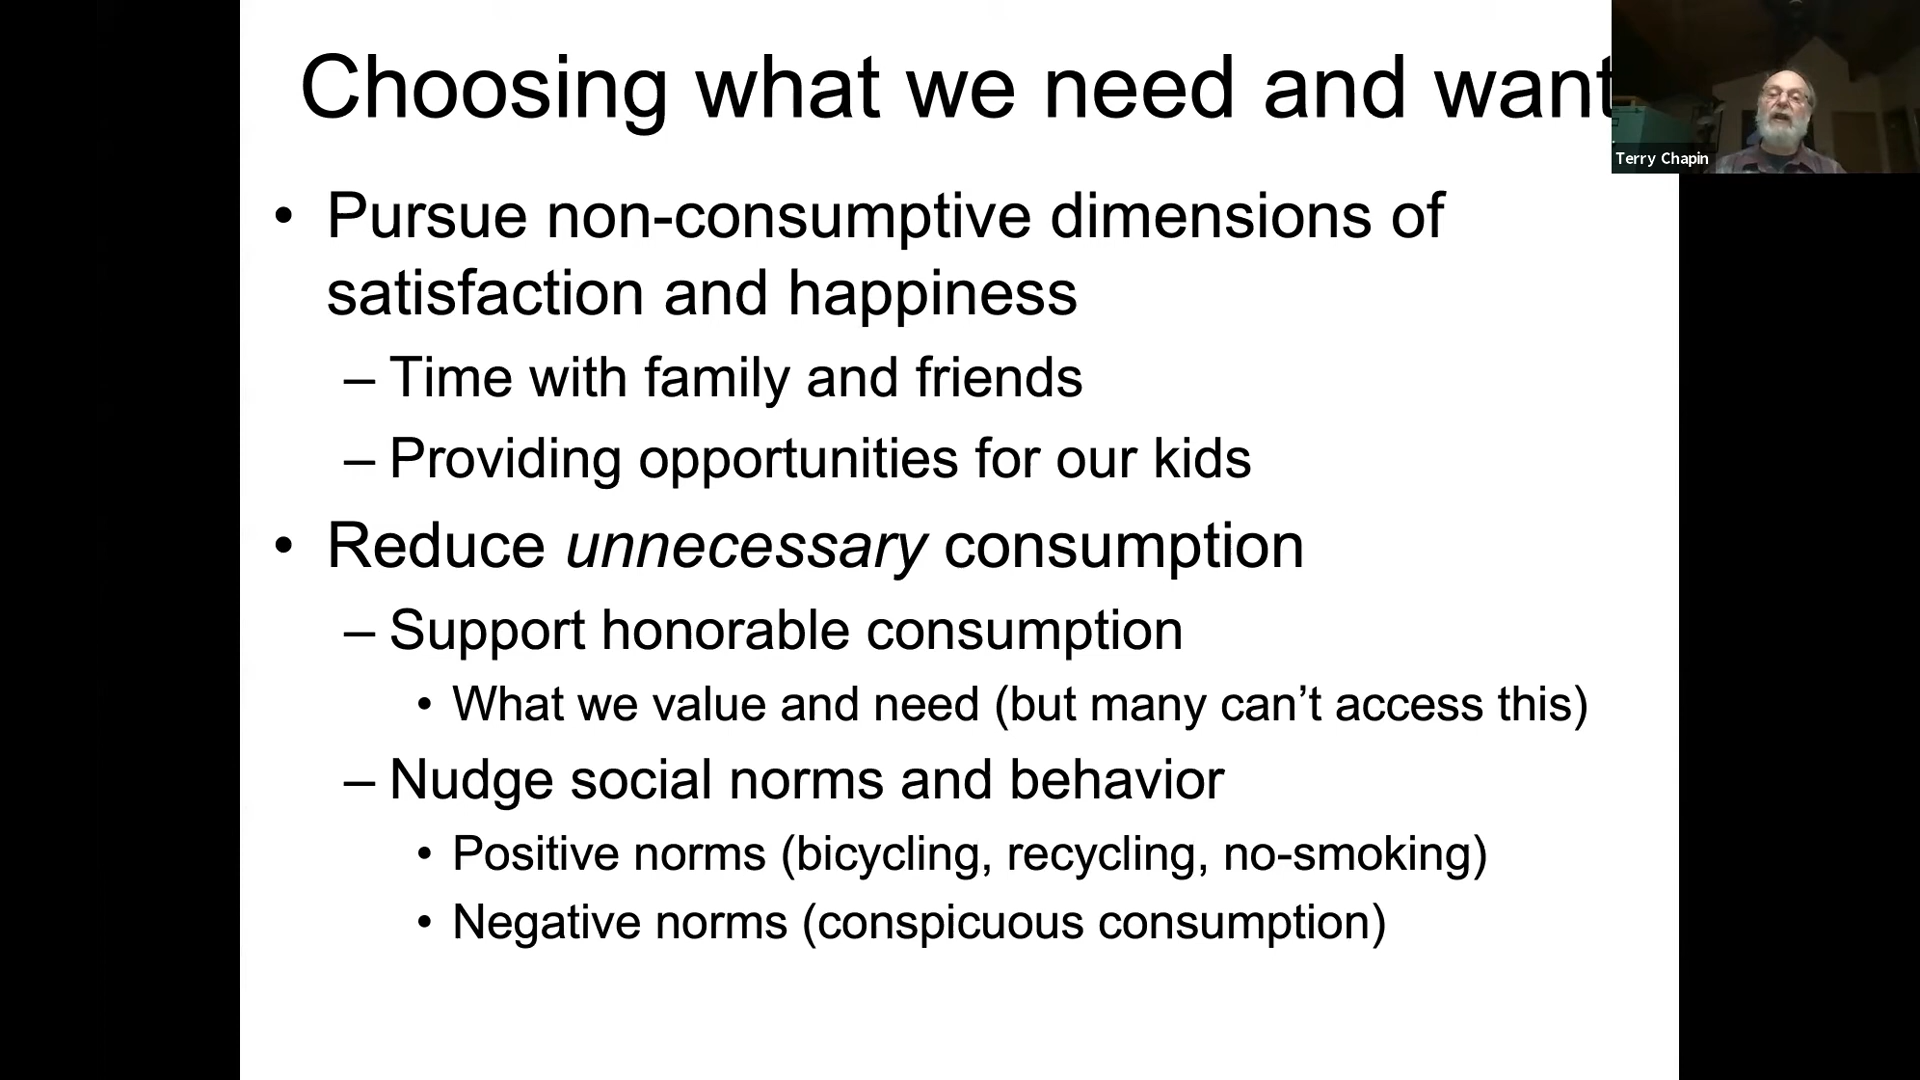 Choosing what we need and want
Terry Chapin
• Pursue non-consumptive dimensions of
satisfaction and happiness
– Time with family and friends
– Providing opportunities for our kids
• Reduce unnecessary consumption
– Support honorable consumption
• What we value and need (but many can’t access this)
– Nudge social norms and behavior
• Positive norms (bicycling, recycling, no-smoking)
• Negative norms (conspicuous consumption)